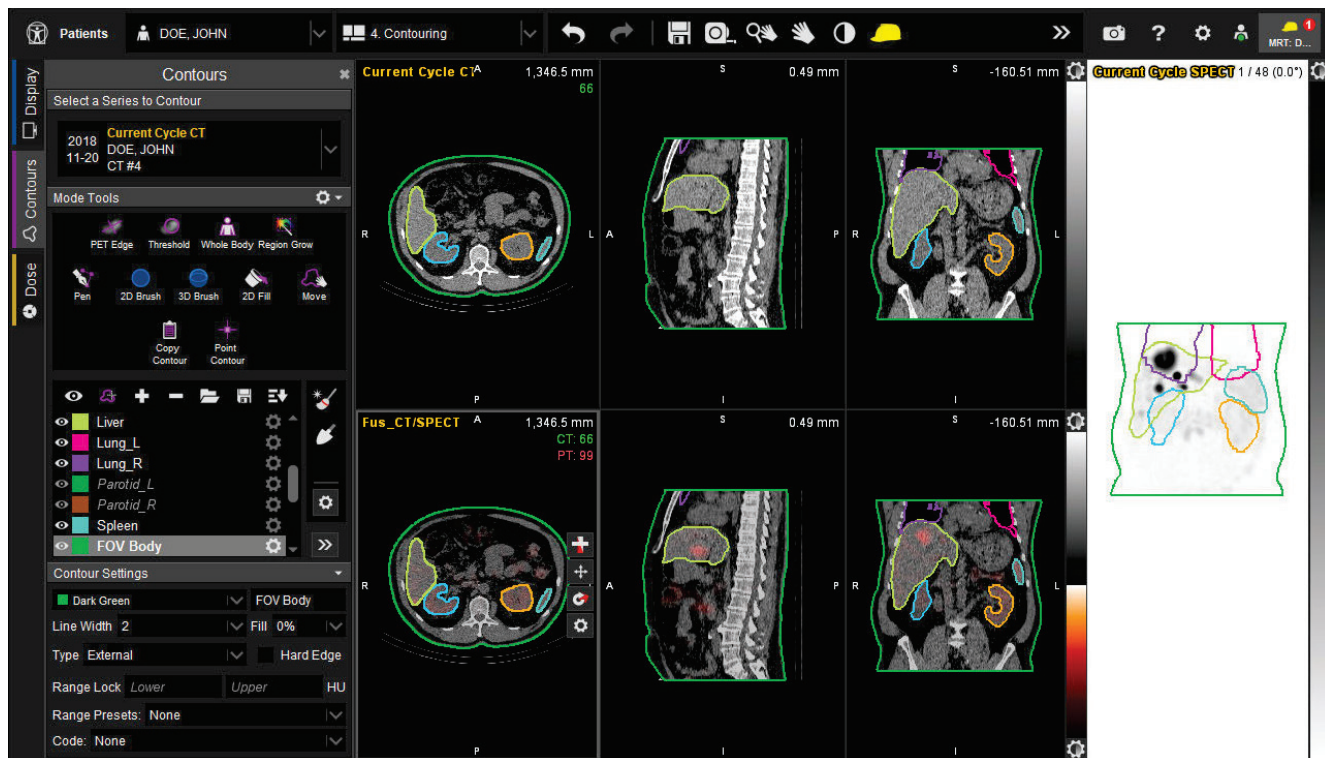 Patients
DOE, JOHN
4. Contouring
1
MRT: D...
Display
Contours
Dose
Contours
Select a Series to Contour
2018
11-20
Current Cycle CT
DOE, JOHN
CT #4
Mode Tools
PET Edge Threshold Whole Body Region Grow
Pen 2D Brush 3D Brush 2D Fill Move
Copy
Contour
Point
Contour
Liver
Lung_L
Lung_R
Parotid_L
Parotid_R
Spleen
FOV Body
Contour Settings
Dark Green FOV Body
Line Width 2 Fill 0%
Type External Hard Edge
Range Lock Lower Upper HU
Range Presets: None
Code: None
Current Cycle CT A 1,346.5 mm
66
R L
P
S 0.49 mm
A P
I
S -160.51 mm
R L
I
Fus_CT/SPECT A 1,346.5 mm
CT: 66
PT: 99
R
P
S 0.49 mm
A P
I
S -160.51 mm
R L
I
Current Cycle SPECT 1 / 48 (0.0°)